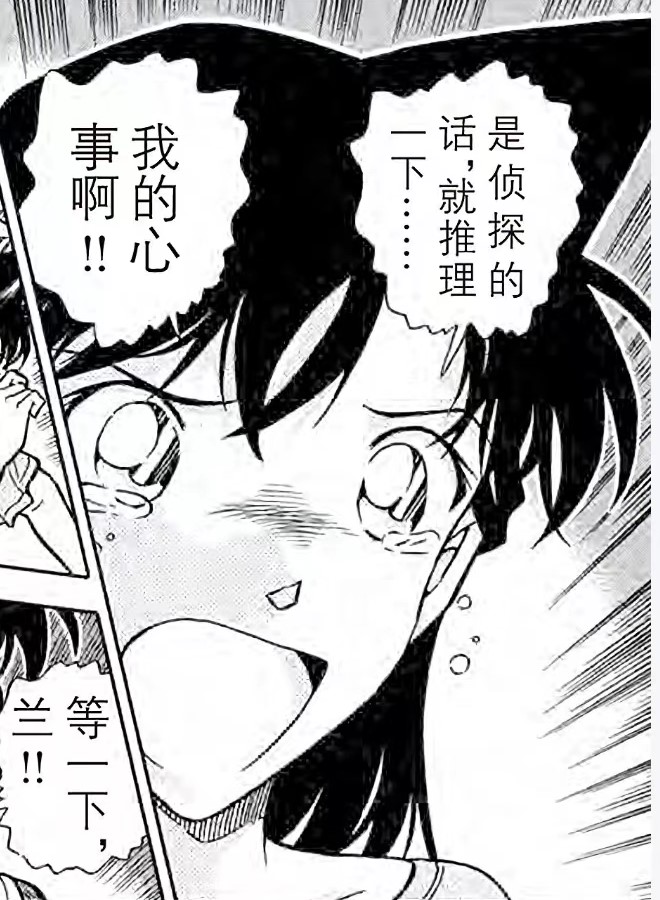 是侦探的
话，就推理
一下……
我的心
事啊！！
等一下，
兰！！